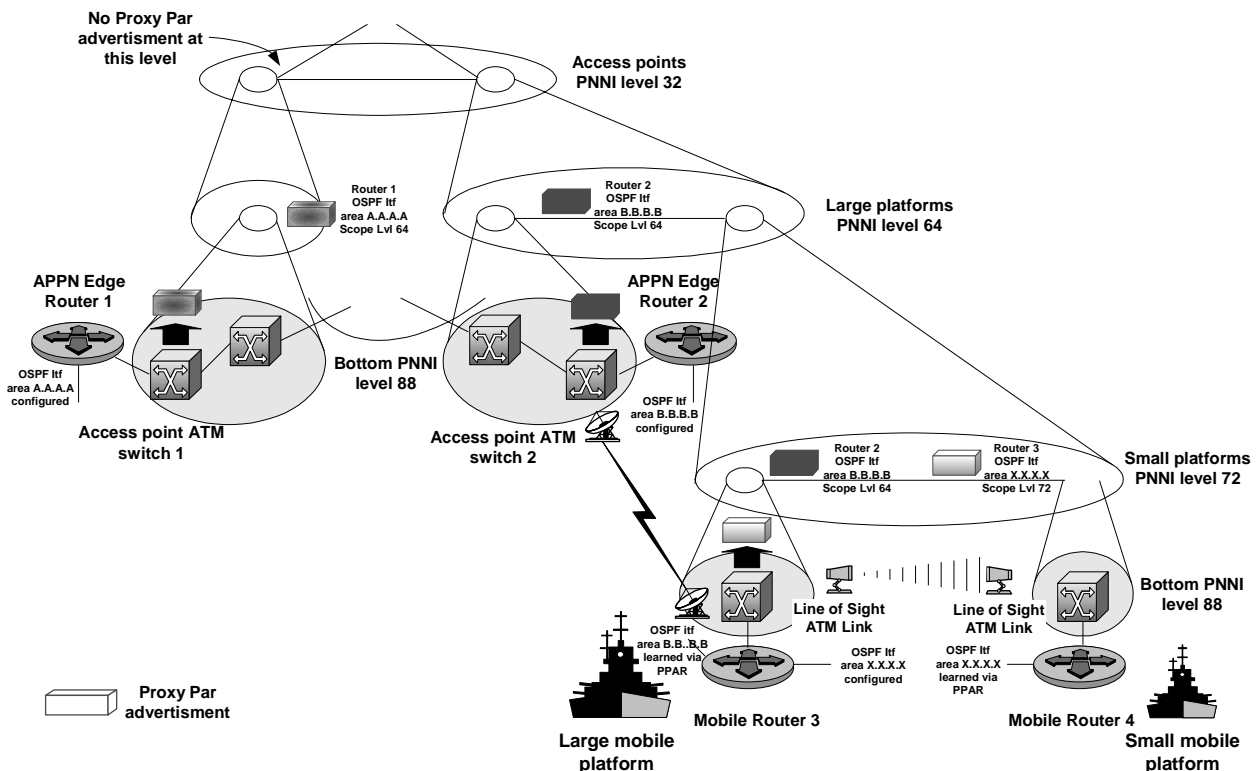 No Proxy Par
advertisment at
this level
Access points
PNNI level 32
Router 1
OSPF Itf
area A.A.A.A
Scope Lvl 64
Router 2
OSPF Itf
area B.B.B.B
Scope Lvl 64
Large platforms
PNNI level 64
APPN Edge
Router 1
APPN Edge
Router 2
OSPF Itf
area A.A.A.A
configured
Bottom PNNI
level 88
OSPF Itf
area B.B.B.B
configured
Access point ATM
switch 1
Access point ATM
switch 2
Router 2
OSPF Itf
area B.B.B.B
Scope Lvl 64
Router 3
OSPF Itf
area X.X.X.X
Scope Lvl 72
Small platforms
PNNI level 72
Bottom PNNI
level 88
Line of Sight
ATM Link
Line of Sight
ATM Link
OSPF itf
area B.B..B.B
learned via
PPAR
OSPF Itf
area X.X.X.X
configured
OSPF Itf
area X.X.X.X
learned via
PPAR
Proxy Par
advertisment
Mobile Router 3
Mobile Router 4
Large mobile
platform
Small mobile
platform